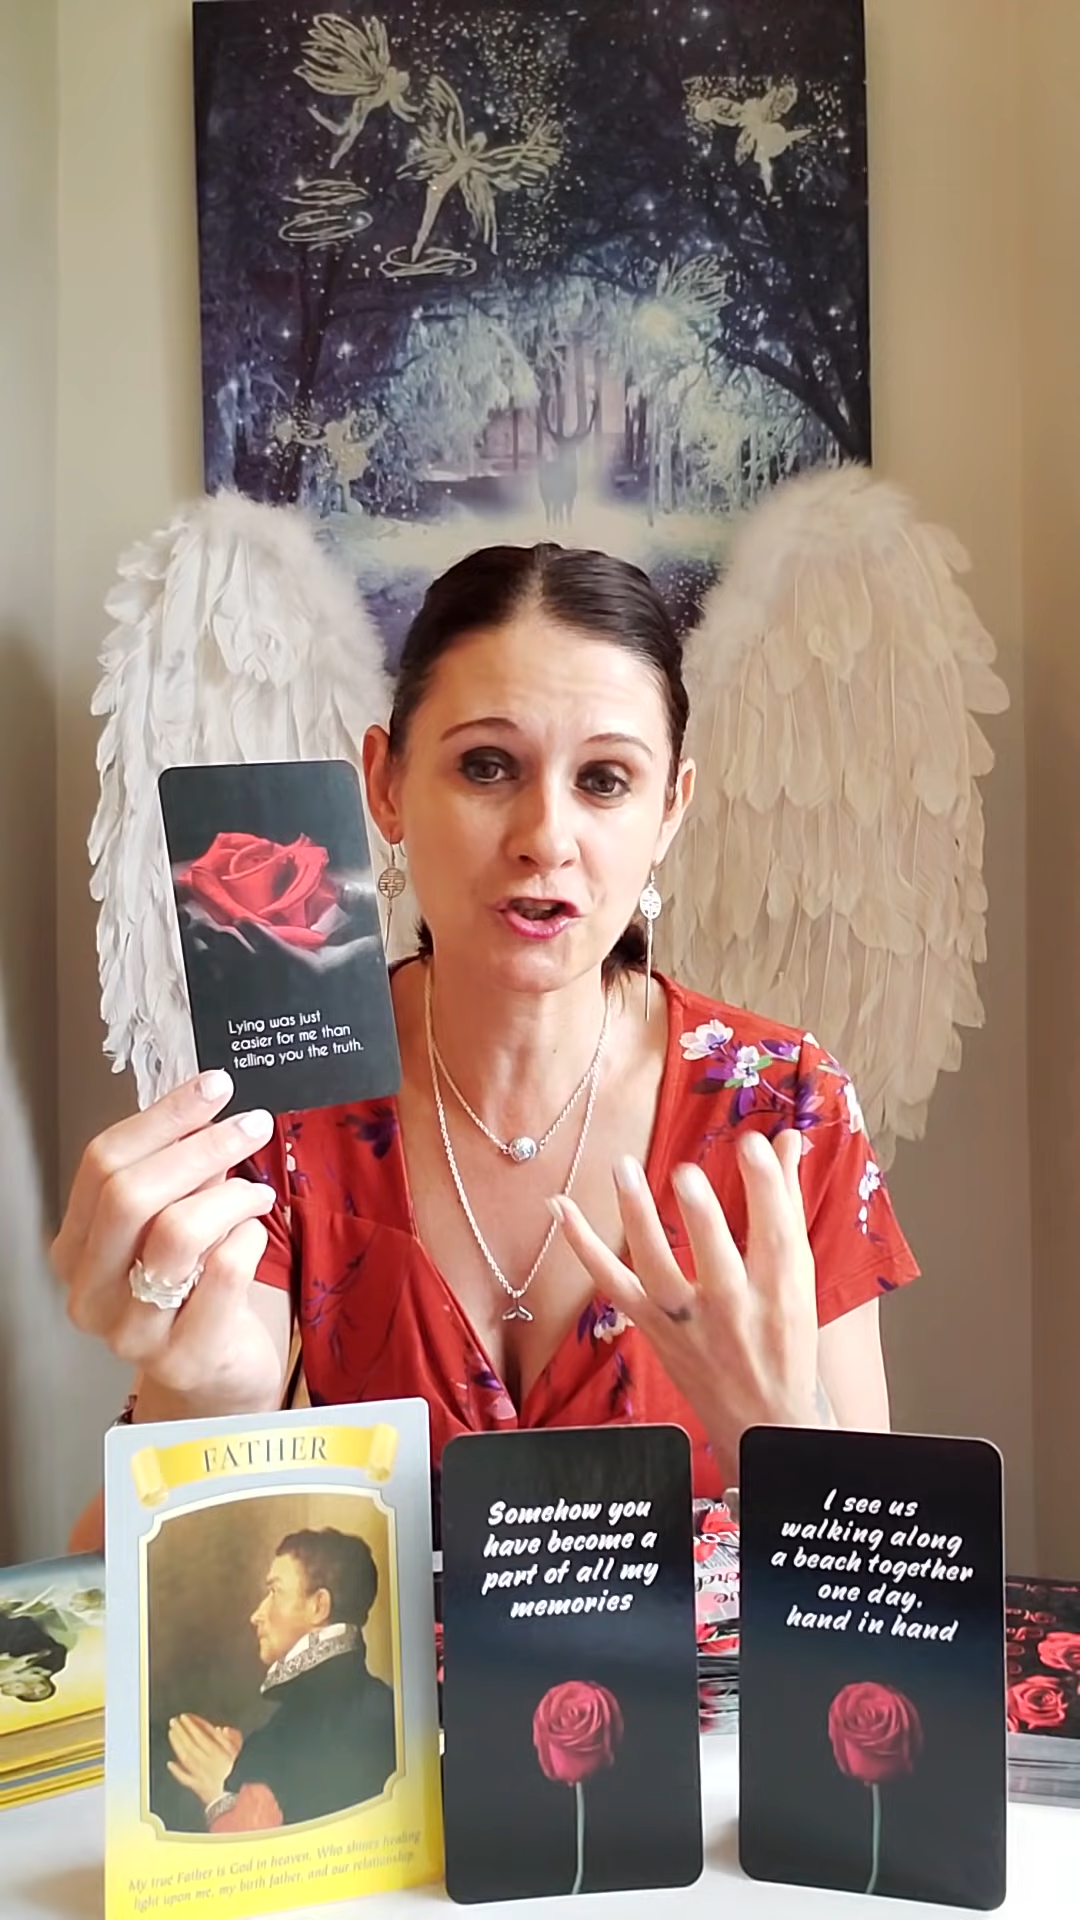 Lying was just
easier for me than
telling you the truth.
FATHER
My true Father is God in heaven, Who shines healing
light upon me, my birth father, and our relationship.
Somehow you
have become a
part of all my
memories
I see us
walking along
a beach together
one day.
hand in hand